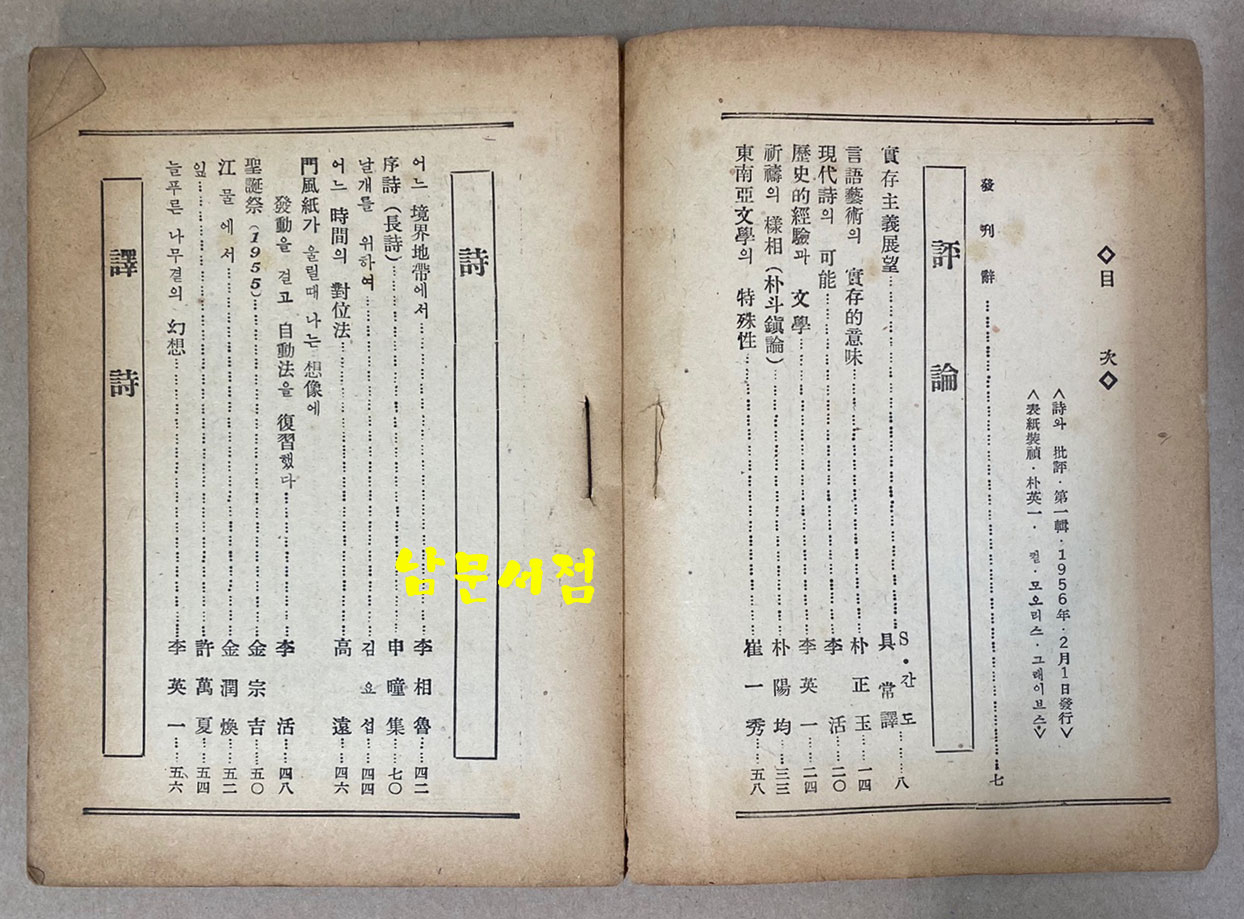 ◇目 次◇
<詩와 批評·第一輯·1956年·2月1日發行>
<表紙裝禎·朴英一· 컽·모오리스·그래이브스>
發 刊 辭……七
評 論
實存主義展望……S·간도……八
具 常 譯
言語藝術의 實存的意味……朴 正 玉……一四
現代詩의 可能……李 活……二〇
歷史的經驗과 文學……李 英 一……二四
祈禱의 樣相(朴斗鎭論)……朴 陽 均……三三
東南亞文學의 特殊性……崔 一 秀……五八
詩
어느 境界地帶에서……李 相 魯……四二
序詩(長詩)……申 瞳 集……七〇
날개를 위하여……김 요 섭……四四
어느 時間의 對位法……高 遠……四六
門風紙가 울릴때 나는 想像에
發動을 걸고 自動法을 復習했다……李 活……四八
聖誕祭(1955)……金 宗 吉……五〇
江물에서……金 潤 煥……五二
잎……許 萬 夏……五四
늘푸른 나무결의 幻想……李 英 一……五六
譯 詩
남문서점